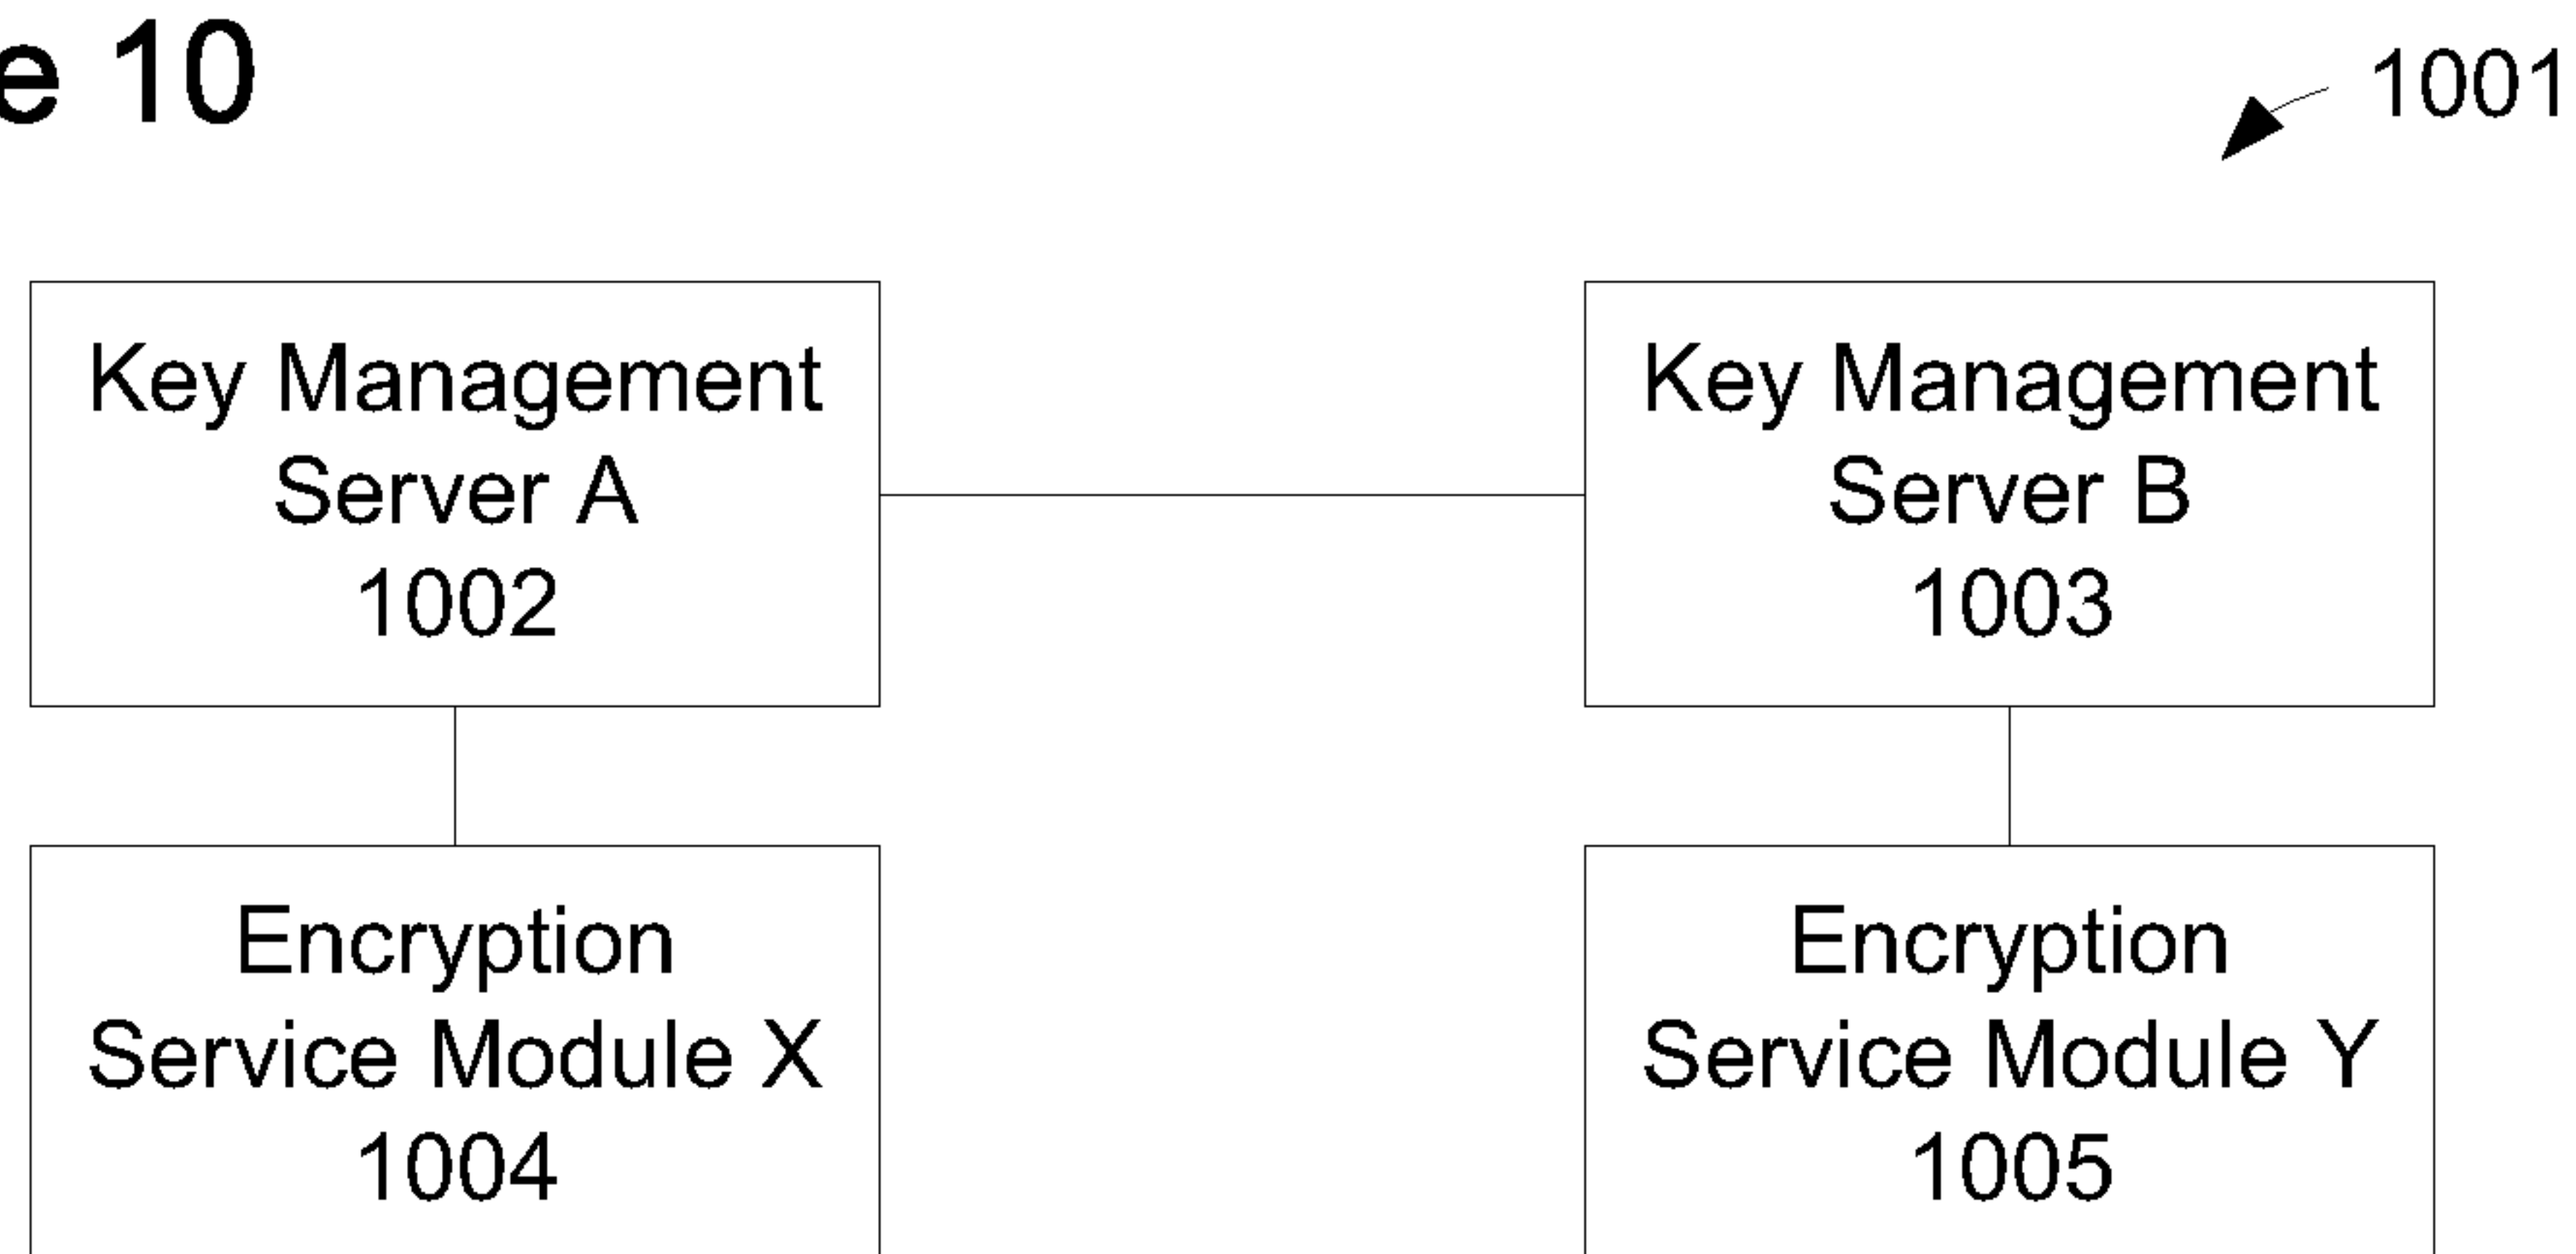 e 10
1001
Key Management
Server A
1002
Key Management
Server B
1003
Encryption
Service Module X
1004
Encryption
Service Module Y
1005